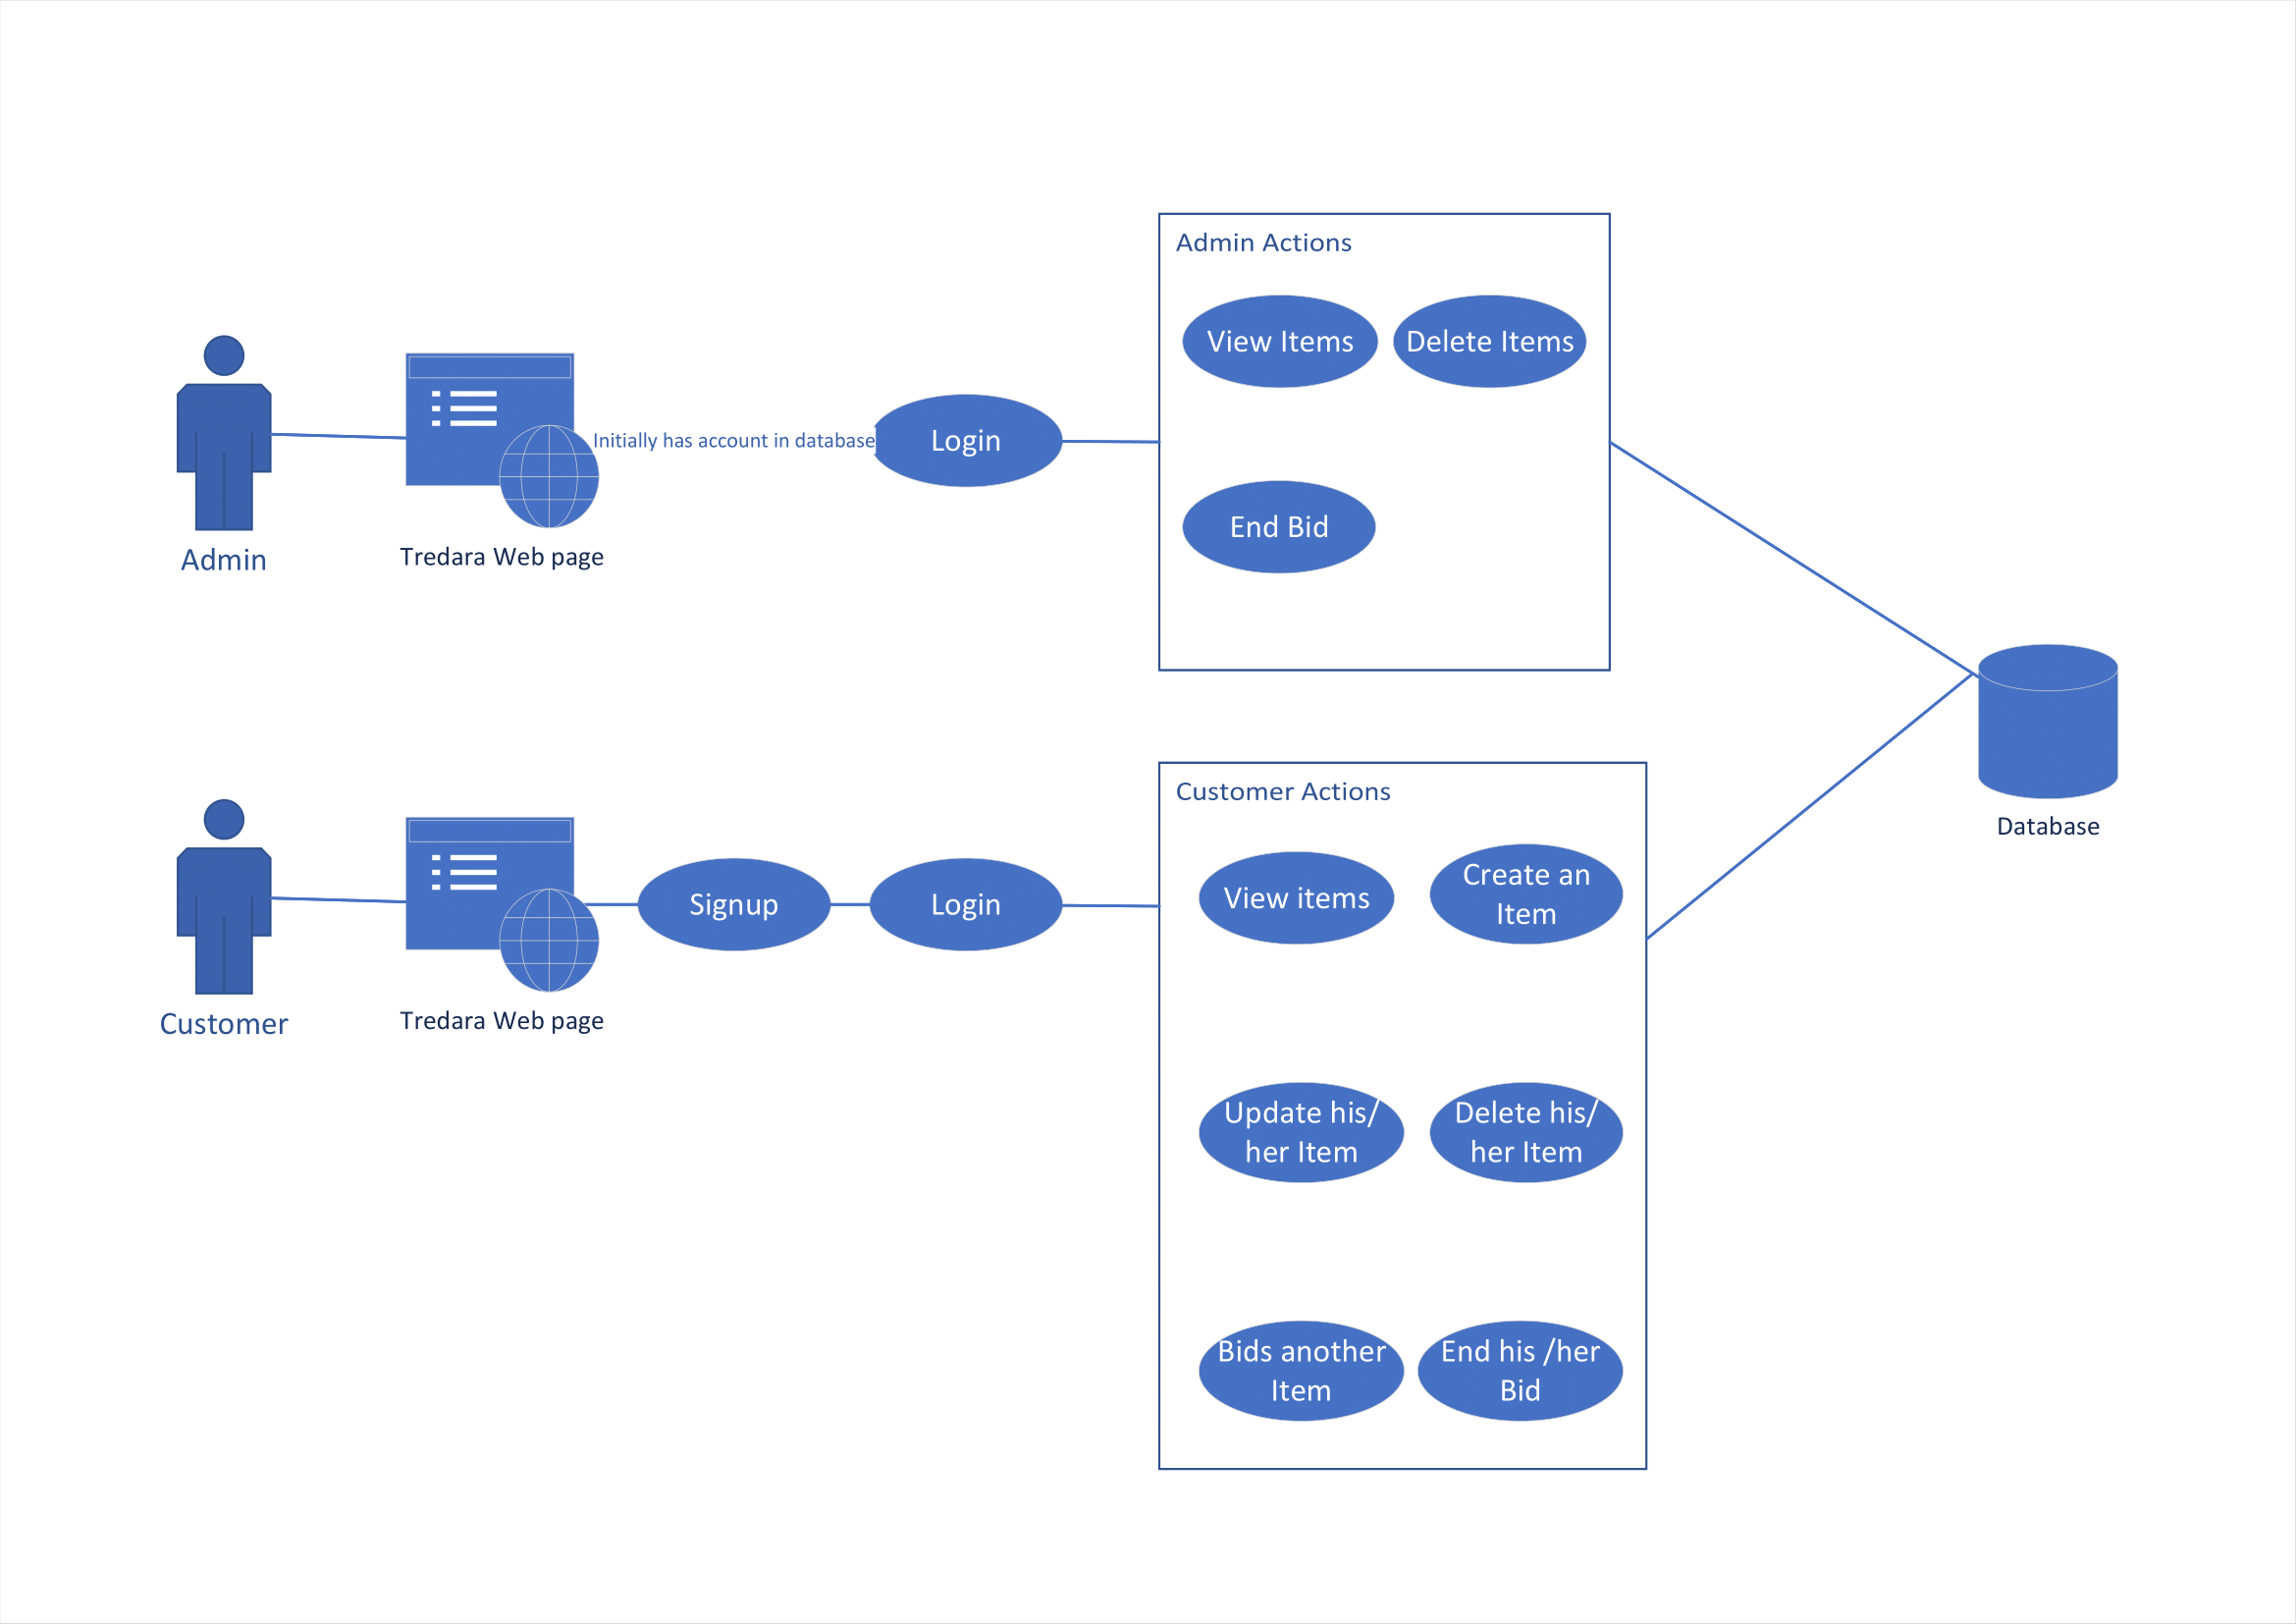 Admin Actions
View Items
Delete Items
Initially has account in database
Login
End Bid
Admin
Tredara Web page
Database
Customer Actions
View items
Create an
Item
Signup
Login
Customer
Tredara Web page
Update his/
her Item
Delete his/
her Item
Bids another
Item
End his /her
Bid